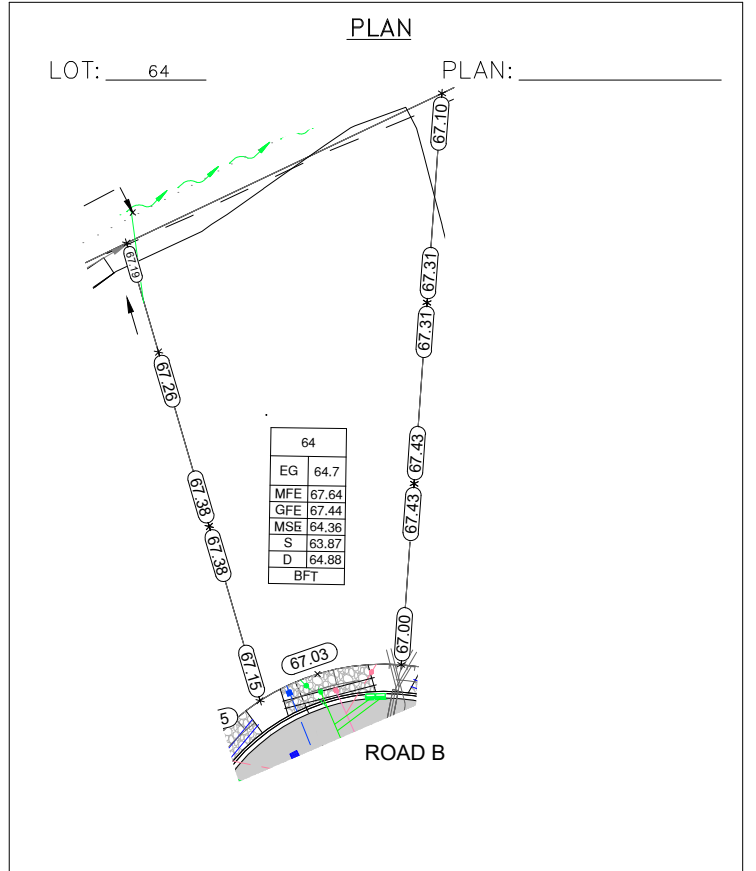 PLAN
LOT: 64
PLAN:
67.10
67.19
67.31
67.31
67.26
67.43
67.43
67.38
67.38
64
EG 64.7
MFE 67.64
GFE 67.44
MSE 64.36
S 63.87
D 64.88
BFT
67.00
67.03
67.15
5
ROAD B